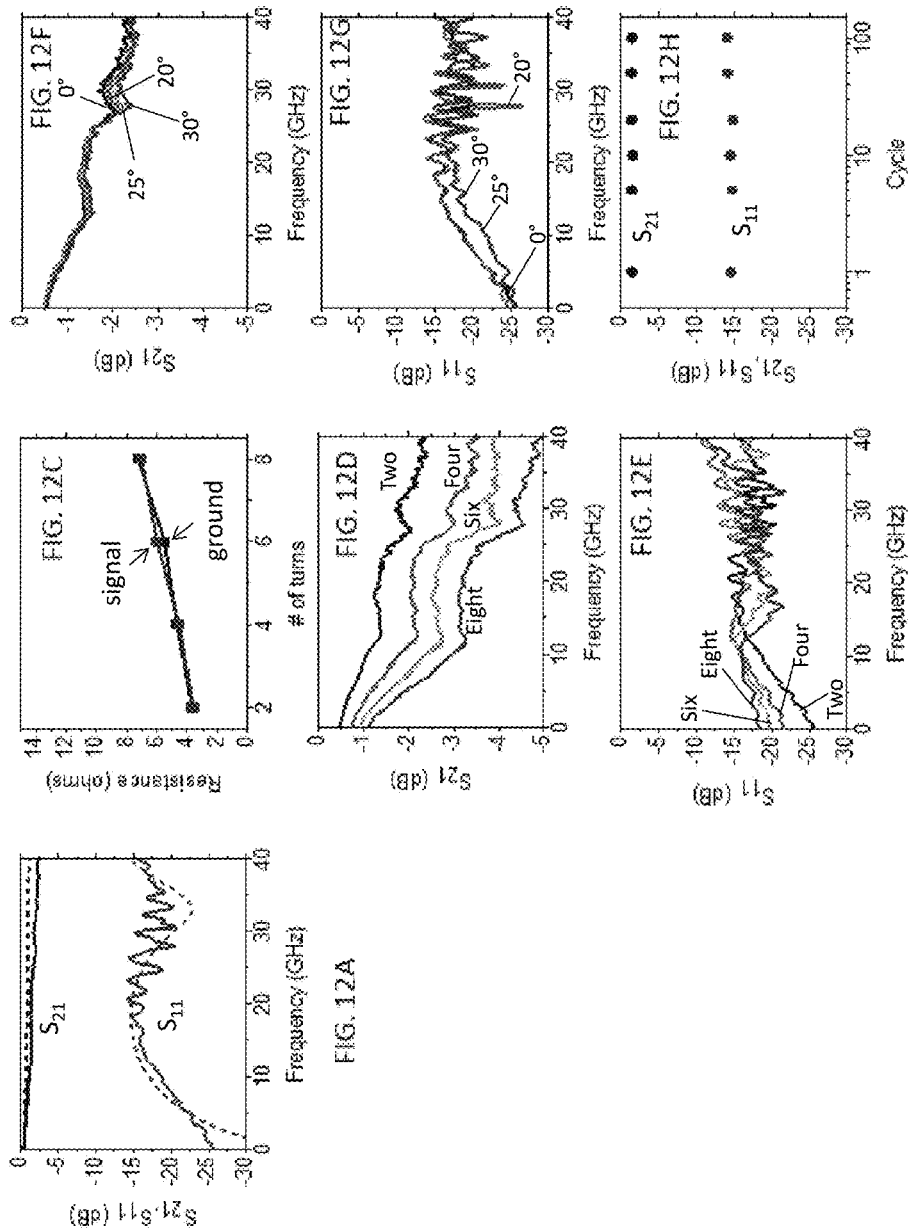 FIG. 12A
S21, S11 (dB)
0
-5
-10
-15
-20
-25
-30
S21
S11
0 10 20 30 40
Frequency (GHz)
FIG. 12C
Resistance (ohms)
14
12
10
8
6
4
2
0
signal
ground
2 4 6 8
# of turns
FIG. 12D
S21 (dB)
-0
-1
-2
-3
-4
-5
Two
Four
Six
Eight
0 10 20 30 40
Frequency (GHz)
FIG. 12E
S11 (dB)
0
-5
-10
-15
-20
-25
-30
Six
Eight
Four
Two
0 10 20 30 40
Frequency (GHz)
FIG. 12F
S21 (dB)
-0
-1
-2
-3
-4
-5
0°
20°
25°
30°
0 10 20 30 40
Frequency (GHz)
FIG. 12G
S11 (dB)
0
-5
-10
-15
-20
-25
-30
0°
25°
30°
20°
0 10 20 30 40
Frequency (GHz)
FIG. 12H
S21, S11 (dB)
0
-5
-10
-15
-20
-25
-30
S21
S11
1 10 100
Cycle